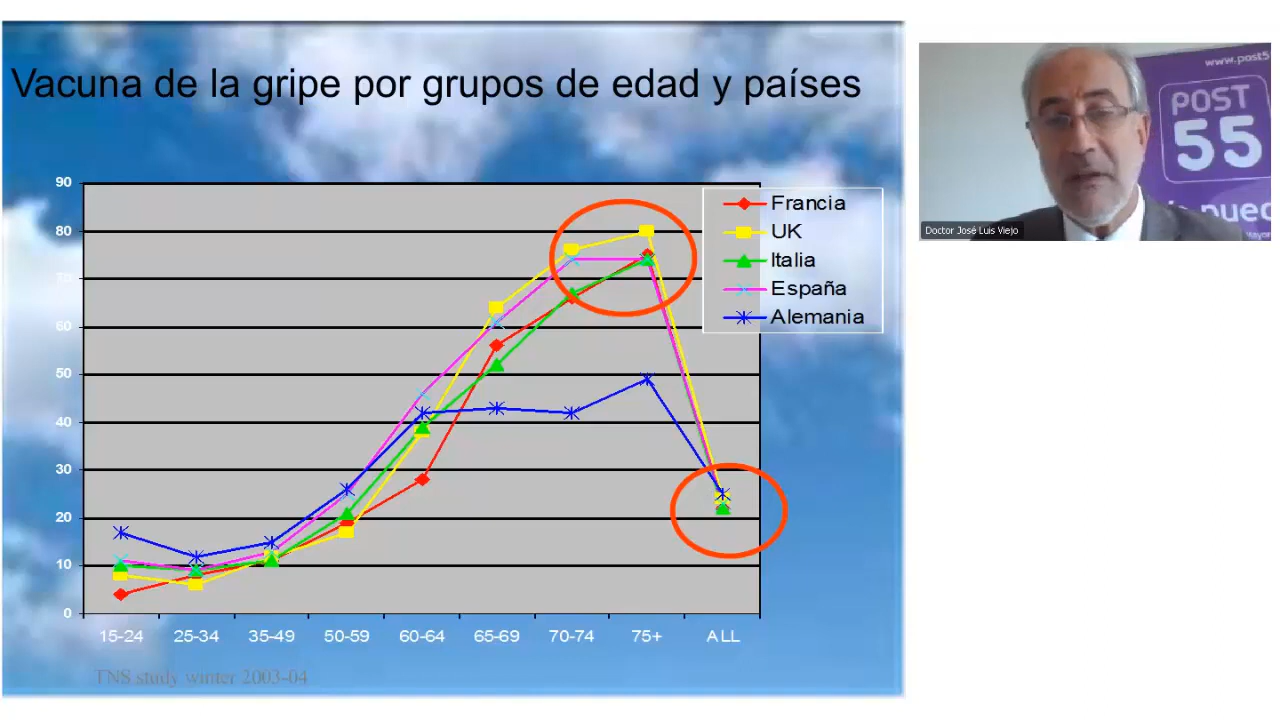 Vacuna de la gripe por grupos de edad y países
90
80
70
60
50
40
30
20
10
0
15-24 25-34 35-49 50-59 60-64 65-69 70-74 75+ ALL
Francia
UK
Italia
España
Alemania
TNS study winter 2003-04
www.post5
POST
55
Doctor José Luis Viejo